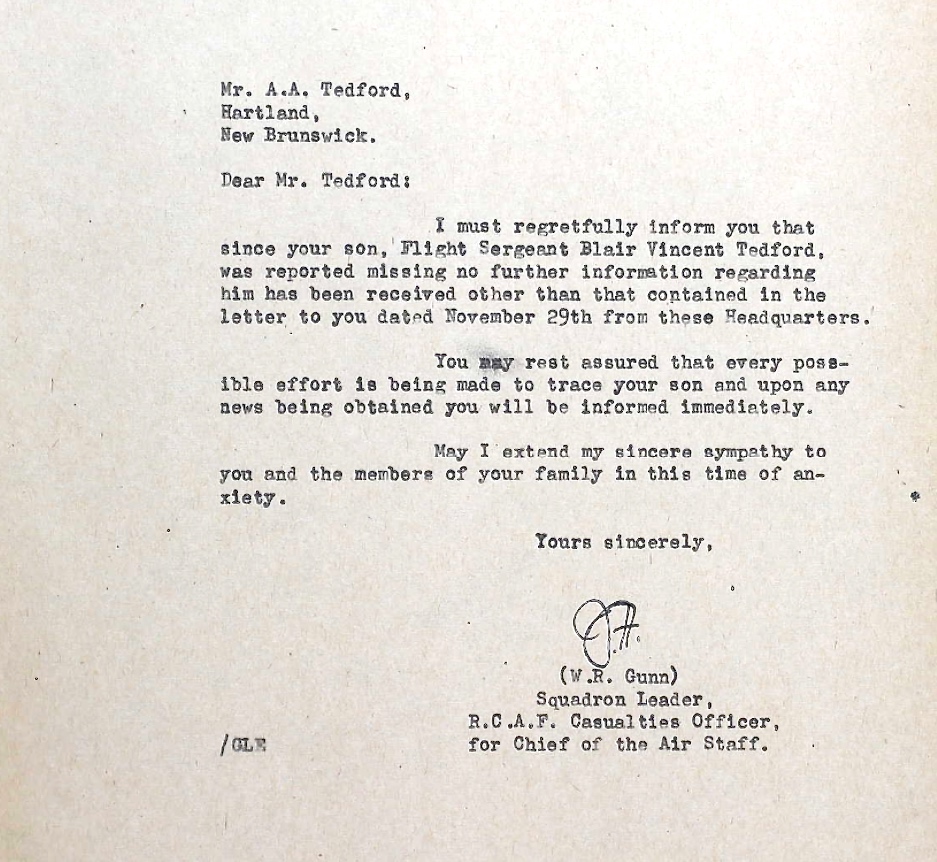 Mr. A.A. Tedford,
Hartland,
New Brunswick.
Dear Mr. Tedford:
I must regretfully inform you that
since your son, Flight Sergeant Blair Vincent Tedford,
was reported missing no further information regarding
him has been received other than that contained in the
letter to you dated November 29th from these Headquarters.
You may rest assured that every poss-
ible effort is being made to trace your son and upon any
news being obtained you will be informed immediately.
May I extend my sincere sympathy to
you and the members of your family in this time of an-
xiety.
Yours sincerely,
(W.R. Gunn)
Squadron Leader,
R.C.A.F. Casualties Officer,
/GLE for Chief of the Air Staff.